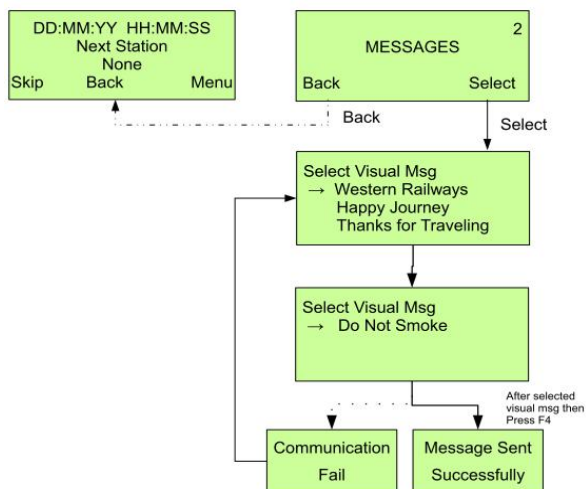 DD:MM:YY HH:MM:SS
Next Station
None
Skip Back Menu
2
MESSAGES
Back Select
Back
Select
Select Visual Msg
→ Western Railways
Happy Journey
Thanks for Traveling
Select Visual Msg
→ Do Not Smoke
After selected
visual msg then
Press F4
Communication
Fail
Message Sent
Successfully